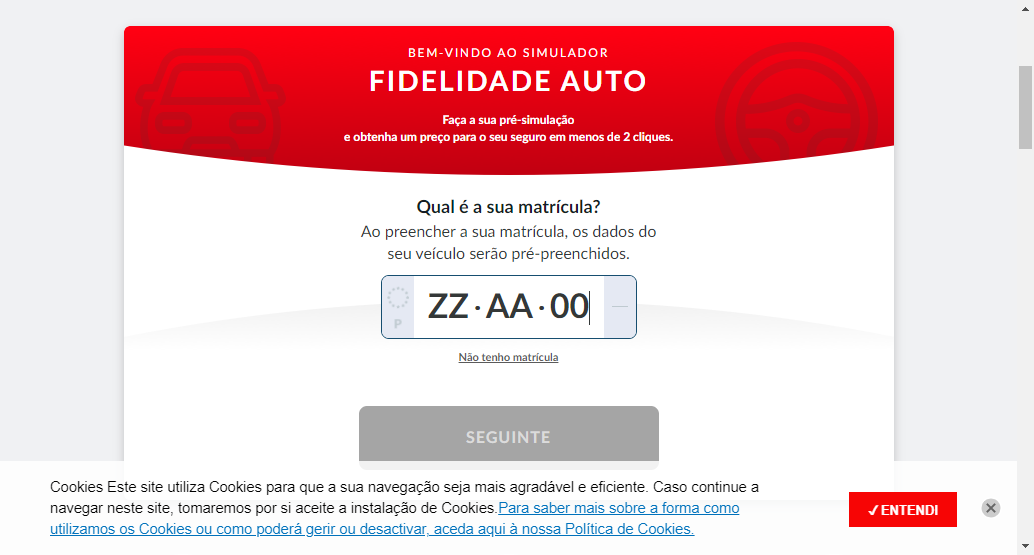 BEM-VINDO AO SIMULADOR
FIDELIDADE AUTO
Faça a sua pré-simulação
e obtenha um preço para o seu seguro em menos de 2 cliques.
Qual é a sua matrícula?
Ao preencher a sua matrícula, os dados do
seu veículo serão pré-preenchidos.
P
ZZ·AA·00
Não tenho matrícula
SEGUINTE
Cookies Este site utiliza Cookies para que a sua navegação seja mais agradável e eficiente. Caso continue a
navegar neste site, tomaremos por si aceite a instalação de Cookies.Para saber mais sobre a forma como
utilizamos os Cookies ou como poderá gerir ou desactivar, aceda aqui à nossa Política de Cookies.
✓ENTENDI